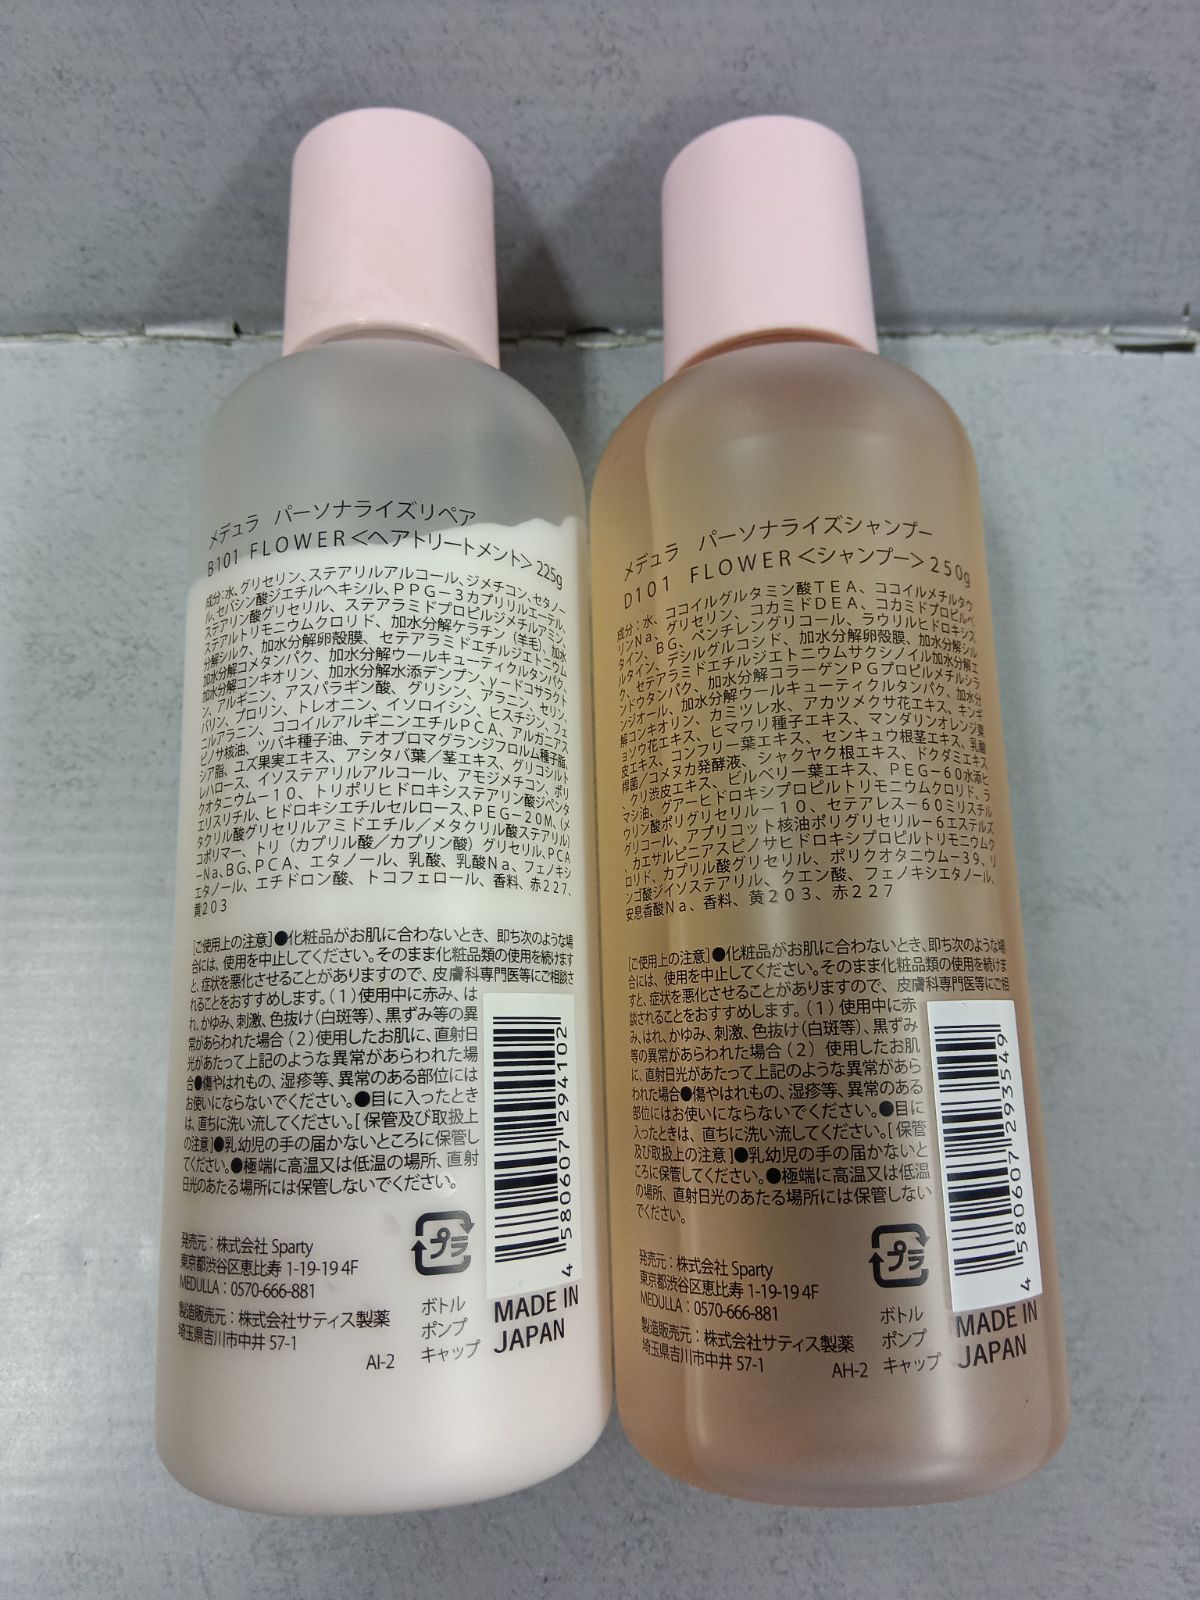 メデュラ パーソナライズリペア
B101 FLOWER<ヘアトリートメント>225g
成分:水、グリセリン、ステアリルアルコール、ジメチコン、セタノー
ル、セバシン酸ジエチルヘキシル、PPG-3カプリリルエーテル、
ステアリン酸グリセリル、ステアラミドプロピルジメチルアミン、
ステアルトリモニウムクロリド、加水分解ケラチン(羊毛)、加水
分解シルク、加水分解卵殻膜、セテアラミドエチルジエトニウム
加水分解コメタンパク、加水分解ウールキューティクルタンパク、
加水分解コンキオリン、加水分解水添デンプン、γ-ドコサラクト
ン、アルギニン、アスパラギン酸、グリシン、アラニン、セリン、
バリン、プロリン、トレオニン、イソロイシン、ヒスチジン、フェ
ニルアラニン、ココイルアルギニンエチルPCA、アルガニアス
ピノサ核油、ツバキ種子油、テオブロマグランジフロルム種子脂、
シア脂、ユズ果実エキス、アシタバ葉/茎エキス、グリコシルト
レハロース、イソステアリルアルコール、アモジメチコン、ポリ
クオタニウム-10、トリポリヒドロキシステアリン酸ジペンタ
エリスリチル、ヒドロキシエチルセルロース、PEG-20M、(メ
タクリル酸グリセリルアミドエチル/メタクリル酸ステアリル)
コポリマー、トリ(カプリル酸/カプリン酸)グリセリル、PCA
-Na、BG、PCA、エタノール、乳酸、乳酸Na、フェノキシ
エタノール、エチドロン酸、トコフェロール、香料、赤227、
黄203
[ご使用上の注意]●化粧品がお肌に合わないとき、即ち次のような場
合には、使用を中止してください。そのまま化粧品類の使用を続けます
と、症状を悪化させることがありますので、皮膚科専門医等にご相談さ
れることをおすすめします。(1)使用中に赤み、は
れ、かゆみ、刺激、色抜け(白斑等)、黒ずみ等の異
常があらわれた場合(2)使用したお肌に、直射日
光があたって上記のような異常があらわれた場
合●傷やはれもの、湿疹等、異常のある部位には
お使いにならないでください。●目に入ったとき
は、直ちに洗い流してください。[保管及び取扱上
の注意]●乳幼児の手の届かないところに保管し
てください。●極端に高温又は低温の場所、直射
日光のあたる場所には保管しないでください。
発売元:株式会社 Sparty
東京都渋谷区恵比寿 1-19-19 4F
MEDULLA:0570-666-881
製造販売元:株式会社サティス製薬
埼玉県吉川市中井 57-1
AI-2
プラ
ボトル
ポンプ
キャップ
4 580607 294102
MADE IN
JAPAN
メデュラ パーソナライズシャンプー
D101 FLOWER<シャンプー>250g
成分:水、ココイルグルタミン酸TEA、ココイルメチルタウ
リンNa、グリセリン、コカミドDEA、コカミドプロピルベ
タイン、BG、ペンチレングリコール、ラウリルヒドロキシス
ルタイン、デシルグルコシド、加水分解卵殻膜、加水分解シル
ク、セテアラミドエチルジエトニウムサクシノイル加水分解エ
ンドウタンパク、加水分解コラーゲンPGプロピルメチルシラ
ンジオール、加水分解ウールキューティクルタンパク、加水分
解コンキオリン、カミツレ水、アカツメクサ花エキス、キンギ
ョソウ花エキス、ヒマワリ種子エキス、マンダリンオレンジ果
皮エキス、コンフリー葉エキス、センキュウ根茎エキス、乳酸
桿菌/コメヌカ発酵液、シャクヤク根エキス、ドクダミエキス
、クリ渋皮エキス、ビルベリー葉エキス、PEG-60水添ヒ
マシ油、グアーヒドロキシプロピルトリモニウムクロリド、ラ
ウリン酸ポリグリセリル-10、セテアレス-60ミリスチル
グリコール、アプリコット核油ポリグリセリル-6エステルズ
、カエサルピニアスピノサヒドロキシプロピルトリモニウムク
ロリド、カプリル酸グリセリル、ポリクオタニウム-39、リ
ンゴ酸ジイソステアリル、クエン酸、フェノキシエタノール、
安息香酸Na、香料、黄203、赤227
[ご使用上の注意]●化粧品がお肌に合わないとき、即ち次のような場
合には、使用を中止してください。そのまま化粧品類の使用を続けま
すと、症状を悪化させることがありますので、皮膚科専門医等にご相
談されることをおすすめします。(1)使用中に赤
み、はれ、かゆみ、刺激、色抜け(白斑等)、黒ずみ
等の異常があらわれた場合(2)使用したお肌
に、直射日光があたって上記のような異常があら
われた場合●傷やはれもの、湿疹等、異常のある
部位にはお使いにならないでください。●目に
入ったときは、直ちに洗い流してください。[保管
及び取扱上の注意]●乳幼児の手の届かないと
ころに保管してください。●極端に高温又は低温
の場所、直射日光のあたる場所には保管しない
でください。
発売元:株式会社 Sparty
東京都渋谷区恵比寿 1-19-19 4F
MEDULLA:0570-666-881
製造販売元:株式会社サティス製薬
埼玉県吉川市中井 57-1
AH-2
プラ
ボトル
ポンプ
キャップ
4 580607 293549
MADE IN
JAPAN